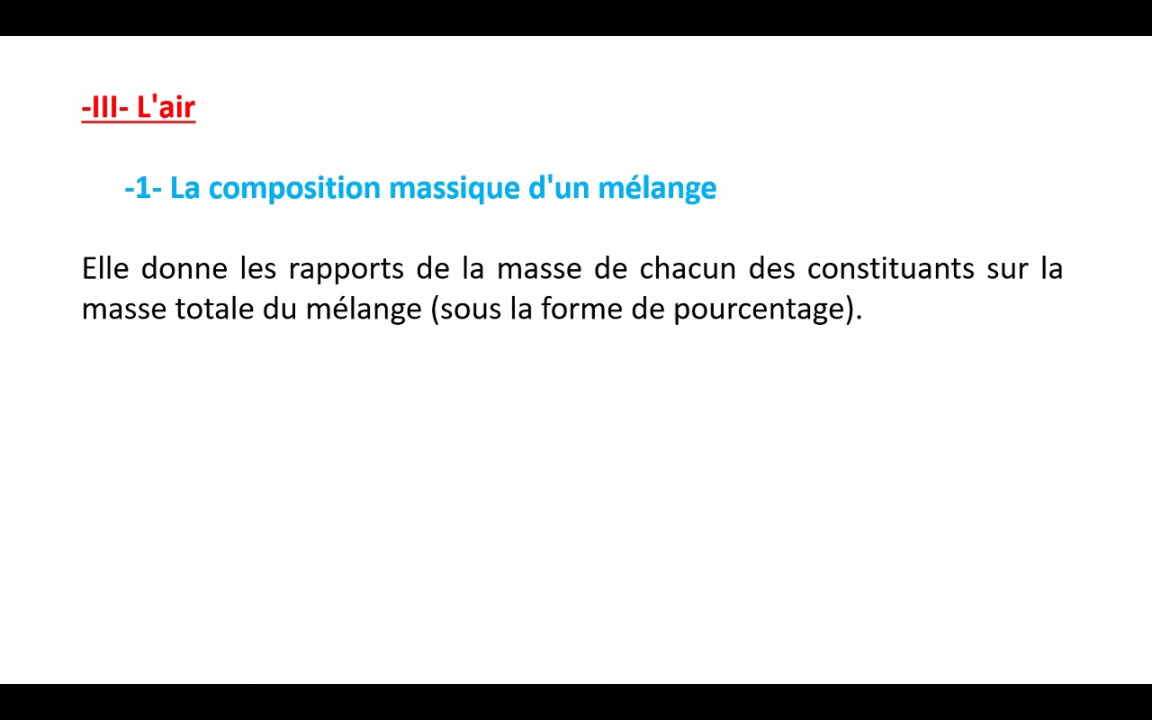 -III- L'air
-1- La composition massique d'un mélange
Elle donne les rapports de la masse de chacun des constituants sur la
masse totale du mélange (sous la forme de pourcentage).